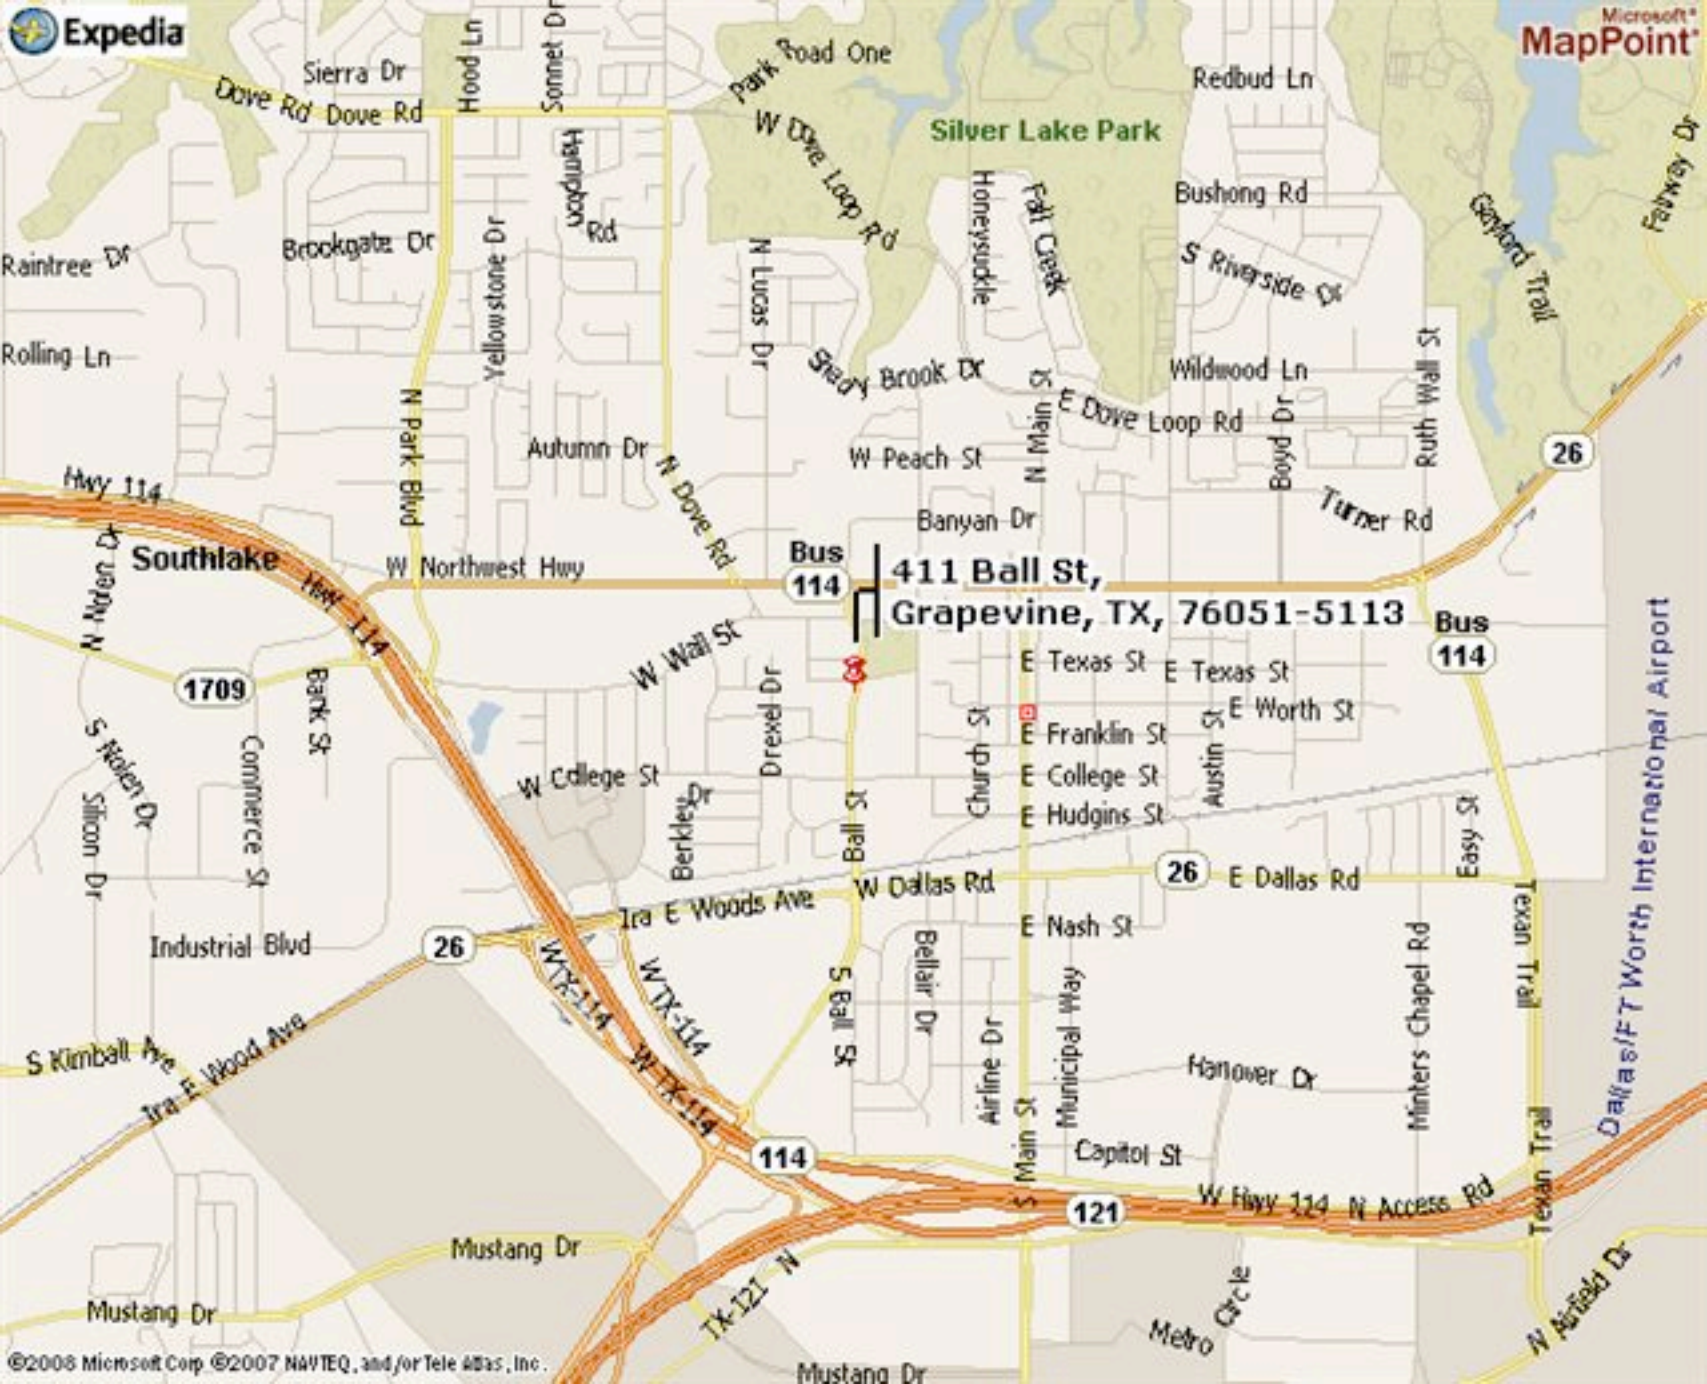 Expedia
Microsoft®
MapPoint®
Sierra Dr
Hood Ln
Sonnet Dr
Park Road One
Redbud Ln
Dove Rd Dove Rd
W Dove Loop Rd
Silver Lake Park
Fairway Dr
Hampton Rd
Honeysuckle
Fall Creek
Bushong Rd
Gaylord Trail
Raintree Dr
Brookgate Dr
Yellowstone Dr
N Lucas Dr
S Riverside Dr
Rolling Ln
Shady Brook Dr
Wildwood Ln
Ruth Wall St
N Park Blvd
N Main St
E Dove Loop Rd
Boyd Dr
Autumn Dr
W Peach St
26
Hwy 114
N Dove Rd
Banyan Dr
Turner Rd
N Nolen Dr
Southlake
W Northwest Hwy
Bus
114
411 Ball St,
Grapevine, TX, 76051-5113
Hwy 114
Bus
114
W Wall St
E Texas St
E Texas St
1709
Bank St
Drexel Dr
Church St
E Worth St
Austin St
S Nolen Dr
Commerce St
E Franklin St
W College St
E College St
Silicon Dr
Berkley Dr
Ball St
E Hudgins St
Easy St
Dallas/FT Worth International Airport
W Dallas Rd
26
E Dallas Rd
Ira E Woods Ave
Texan Trail
Industrial Blvd
26
E Nash St
Bellair Dr
Minters Chapel Rd
W TX-114
W TX-114
S Ball St
Municipal Way
Airline Dr
S Kimball Ave
Ira E Wood Ave
W TX-114
Hanover Dr
114
S Main St
Capitol St
Texan Trail
121
W Hwy 114 N Access Rd
Mustang Dr
TX-121 N
Metro Circle
N Airfield Dr
Mustang Dr
Mustang Dr
©2008 Microsoft Corp ©2007 NAVTEQ, and/or Tele Atlas, Inc.